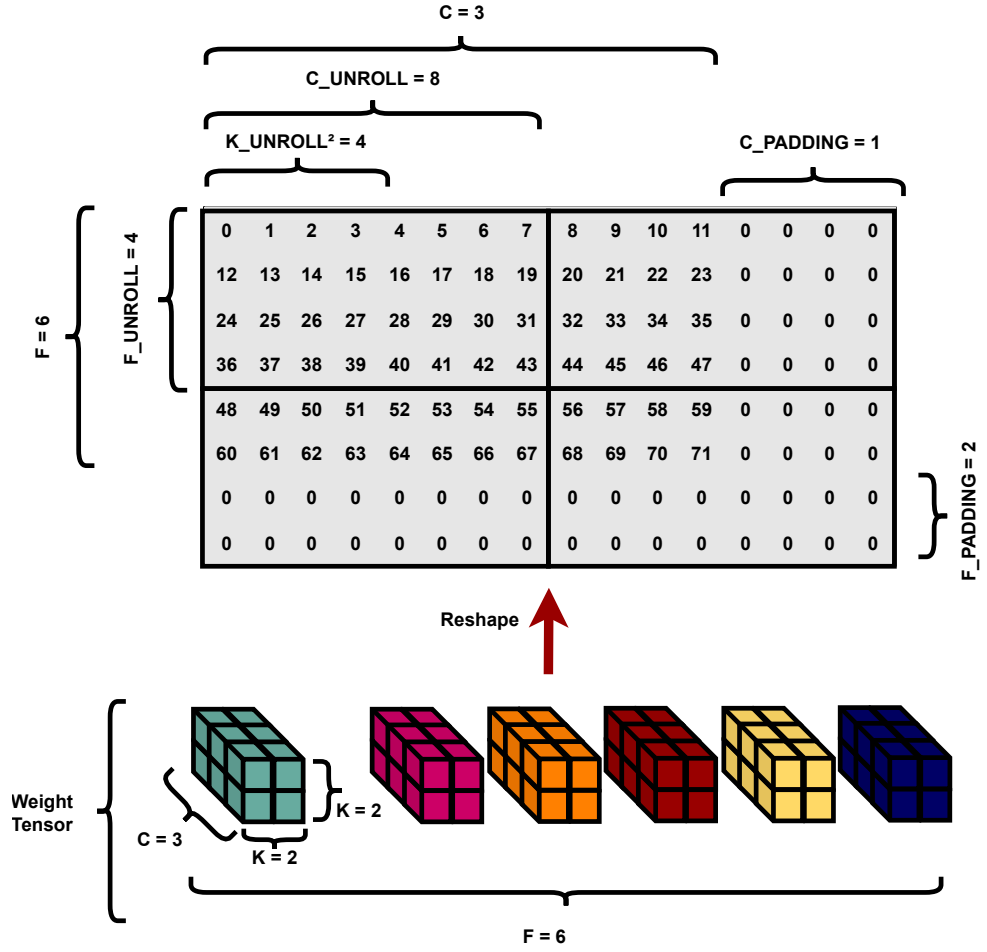 C = 3
C_UNROLL = 8
K_UNROLL² = 4
C_PADDING = 1
F = 6
F_UNROLL = 4
0 1 2 3 4 5 6 7 8 9 10 11 0 0 0 0
12 13 14 15 16 17 18 19 20 21 22 23 0 0 0 0
24 25 26 27 28 29 30 31 32 33 34 35 0 0 0 0
36 37 38 39 40 41 42 43 44 45 46 47 0 0 0 0
48 49 50 51 52 53 54 55 56 57 58 59 0 0 0 0
60 61 62 63 64 65 66 67 68 69 70 71 0 0 0 0
0 0 0 0 0 0 0 0 0 0 0 0 0 0 0 0
0 0 0 0 0 0 0 0 0 0 0 0 0 0 0 0
F_PADDING = 2
Reshape
Weight
Tensor
C = 3
K = 2
K = 2
F = 6